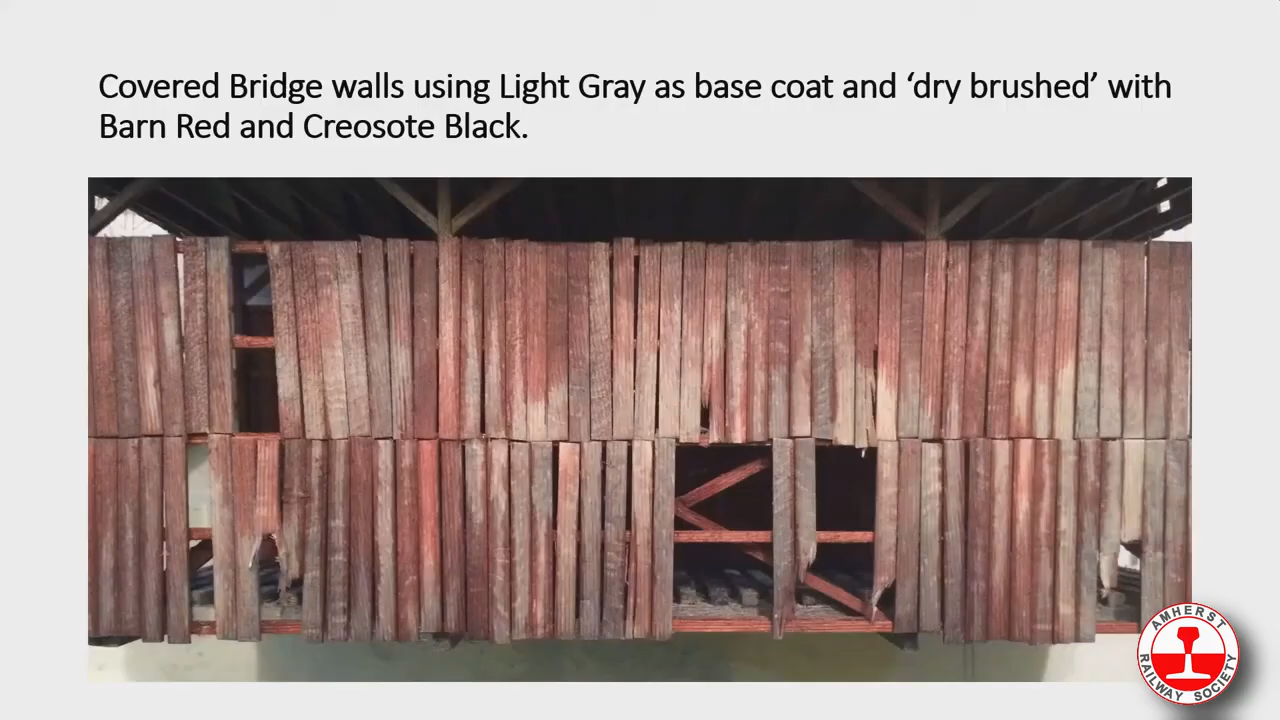 Covered Bridge walls using Light Gray as base coat and ‘dry brushed’ with
Barn Red and Creosote Black.
AMHERST
RAILWAY SOCIETY